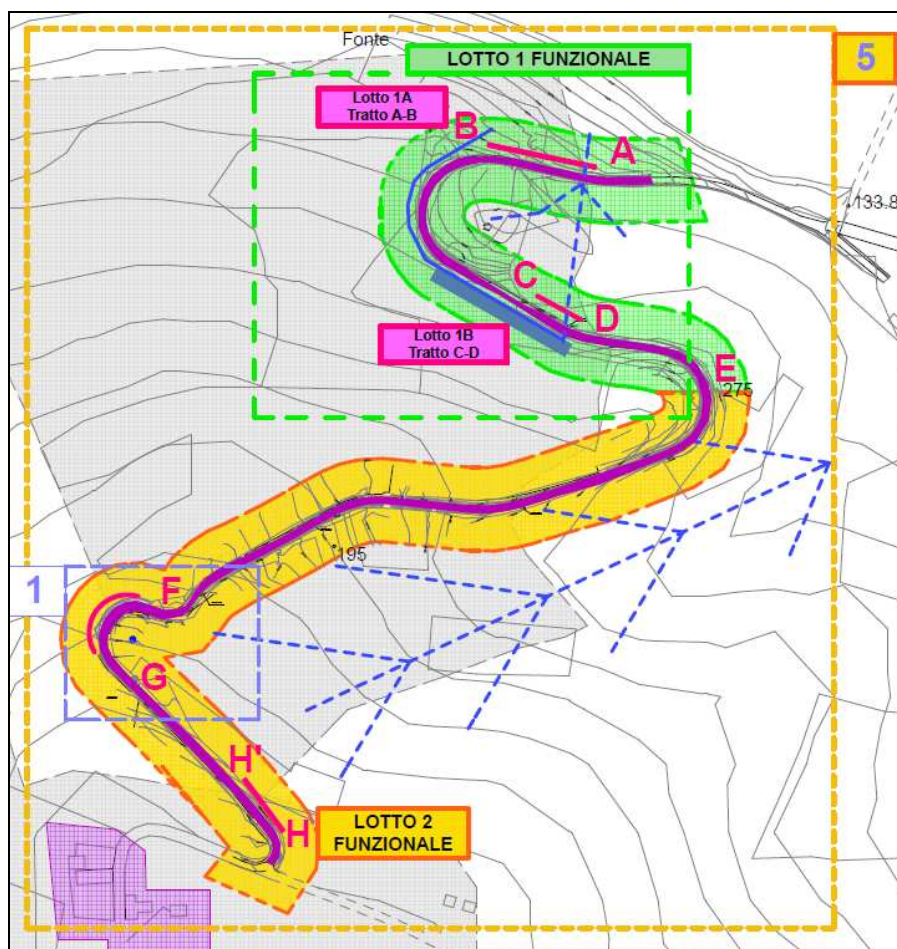 Fonte
LOTTO 1 FUNZIONALE
5
Lotto 1A
Tratto A-B
B
A
133.8
C
D
Lotto 1B
Tratto C-D
E
275
195
1
F
G
H'
H
LOTTO 2
FUNZIONALE